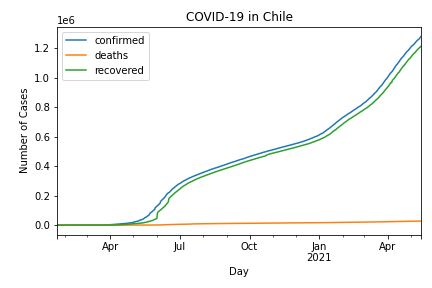 COVID-19 in Chile
1e6
confirmed
deaths
recovered
Number of Cases
1.2
1.0
0.8
0.6
0.4
0.2
0.0
Apr Jul Oct Jan Apr
2021
Day